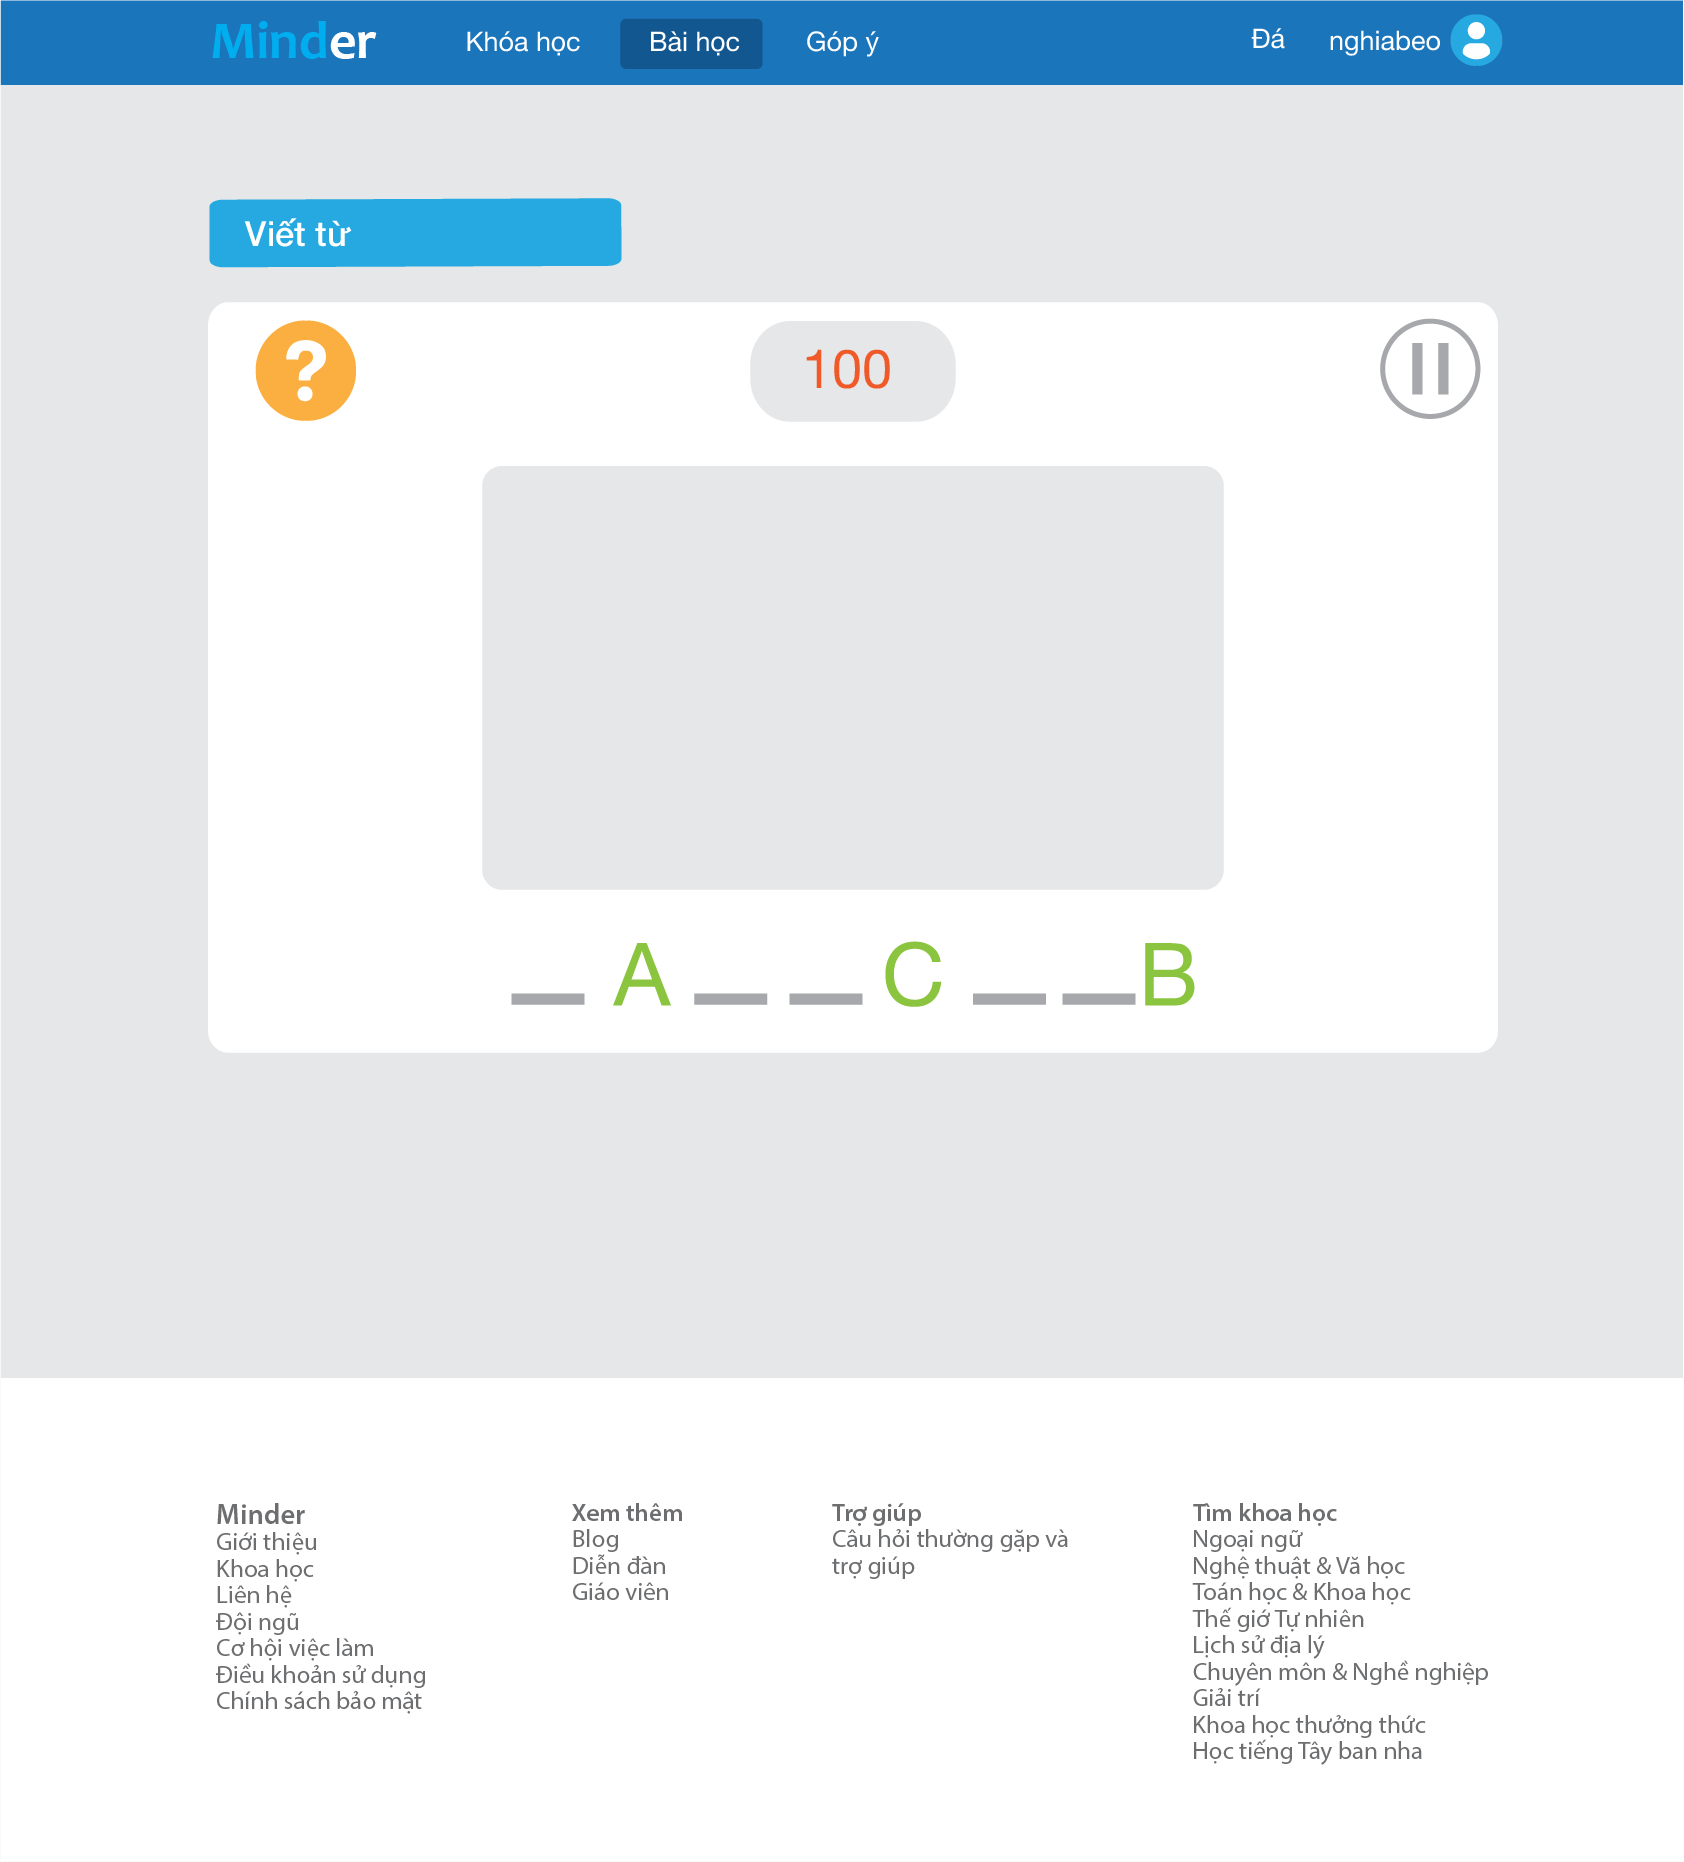 Minder Khóa học Bài học Góp ý Đá nghiabeo
Viết từ
?
100
_ A _ _ C _ _ B
Minder
Giới thiệu
Khoa học
Liên hệ
Đội ngũ
Cơ hội việc làm
Điều khoản sử dụng
Chính sách bảo mật
Xem thêm
Blog
Diễn đàn
Giáo viên
Trợ giúp
Câu hỏi thường gặp và
trợ giúp
Tìm khoa học
Ngoại ngữ
Nghệ thuật & Vă học
Toán học & Khoa học
Thế giớ Tự nhiên
Lịch sử địa lý
Chuyên môn & Nghề nghiệp
Giải trí
Khoa học thưởng thức
Học tiếng Tây ban nha